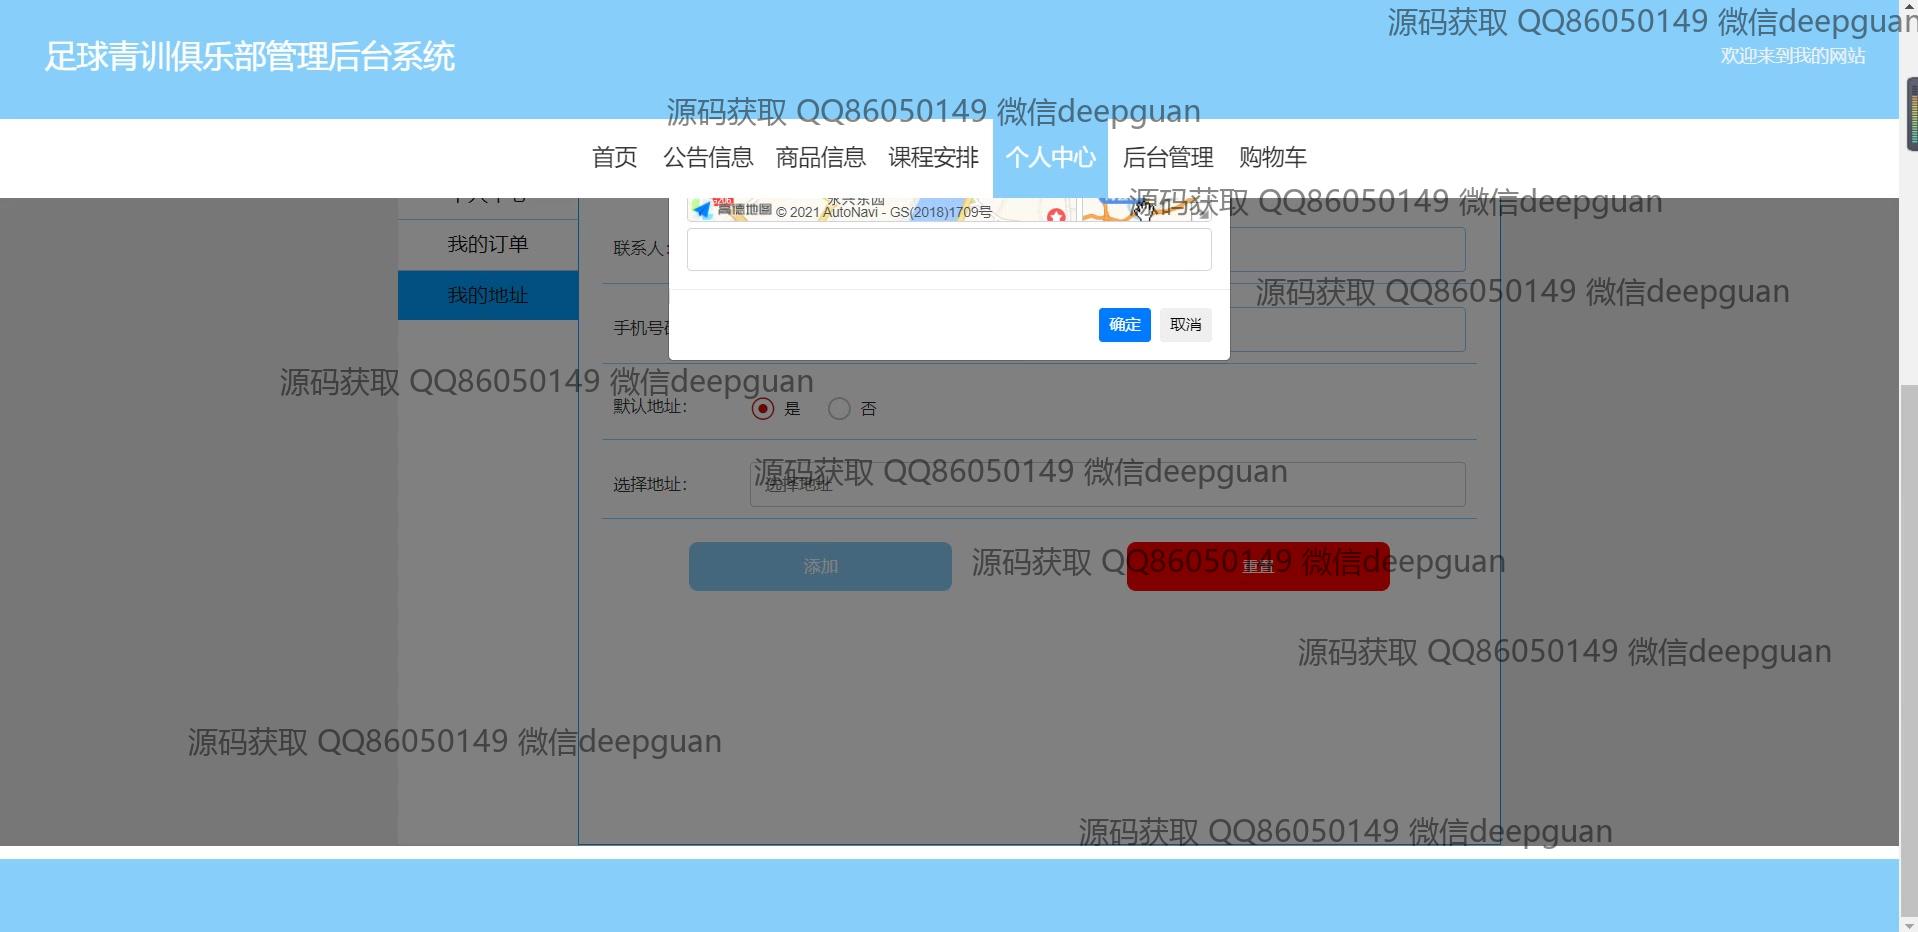 源码获取 QQ86050149 微信deepguan
足球青训俱乐部管理后台系统
欢迎来到我的网站
源码获取 QQ86050149 微信deepguan
首页 公告信息 商品信息 课程安排 个人中心 后台管理 购物车
源码获取 QQ86050149 微信deepguan
个人中心
永兴东园
高德地图 © 2021 AutoNavi - GS(2018)1709号
我的订单
联系人:
我的地址
源码获取 QQ86050149 微信deepguan
手机号码
确定 取消
源码获取 QQ86050149 微信deepguan
默认地址: 是 否
源码获取 QQ86050149 微信deepguan
选择地址: 选择地址
添加 重置
源码获取 QQ86050149 微信deepguan
源码获取 QQ86050149 微信deepguan
源码获取 QQ86050149 微信deepguan
源码获取 QQ86050149 微信deepguan